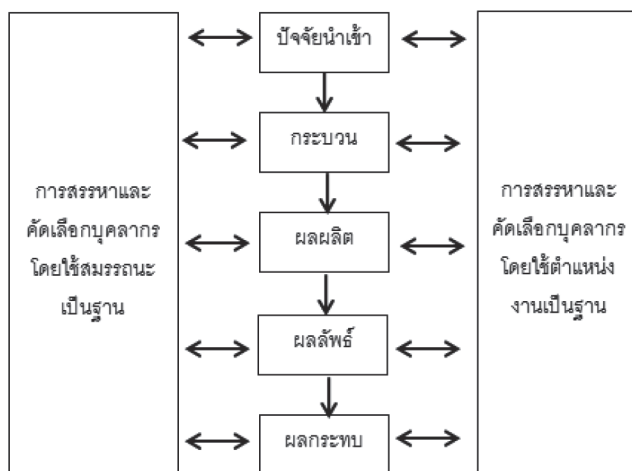 ปัจจัยนำเข้า
กระบวน
การสรรหาและ
คัดเลือกบุคลากร
โดยใช้สมรรถนะ
เป็นฐาน
ผลผลิต
การสรรหาและ
คัดเลือกบุคลากร
โดยใช้ตำแหน่ง
งานเป็นฐาน
ผลลัพธ์
ผลกระทบ